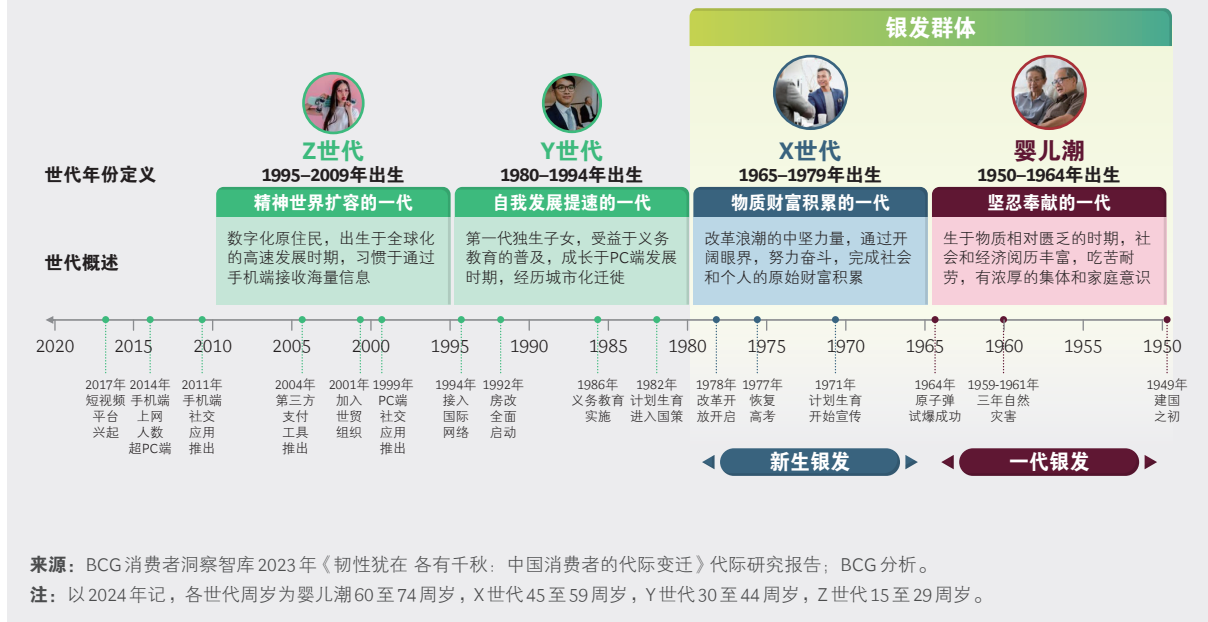 银发群体
Z世代
Y世代
X世代
婴儿潮
世代年份定义
1995–2009年出生
1980–1994年出生
1965–1979年出生
1950–1964年出生
精神世界扩容的一代
自我发展提速的一代
物质财富积累的一代
坚忍奉献的一代
世代概述
数字化原住民，出生于全球化
的高速发展时期，习惯于通过
手机端接收海量信息
第一代独生子女，受益于义务
教育的普及，成长于PC端发展
时期，经历城市化迁徙
改革浪潮的中坚力量，通过开
阔眼界，努力奋斗，完成社会
和个人的原始财富积累
生于物质相对匮乏的时期，社
会和经济阅历丰富，吃苦耐
劳，有浓厚的集体和家庭意识
2020
2015
2010
2005
2000
1995
1990
1985
1980
1975
1970
1965
1960
1955
1950
2017年
短视频
平台
兴起
2014年
手机端
上网
人数
超PC端
2011年
手机端
社交
应用
推出
2004年
第三方
支付
工具
推出
2001年
加入
世贸
组织
1999年
PC端
社交
应用
推出
1994年
接入
国际
网络
1992年
房改
全面
启动
1986年
义务教育
实施
1982年
计划生育
进入国策
1978年
改革开
放开启
1977年
恢复
高考
1971年
计划生育
开始宣传
1964年
原子弹
试爆成功
1959-1961年
三年自然
灾害
1949年
建国
之初
新生银发
一代银发
来源：BCG消费者洞察智库2023年《韧性犹在 各有千秋：中国消费者的代际变迁》代际研究报告；BCG分析。
注：以2024年记，各世代周岁为婴儿潮60至74周岁，X世代45至59周岁，Y世代30至44周岁，Z世代15至29周岁。